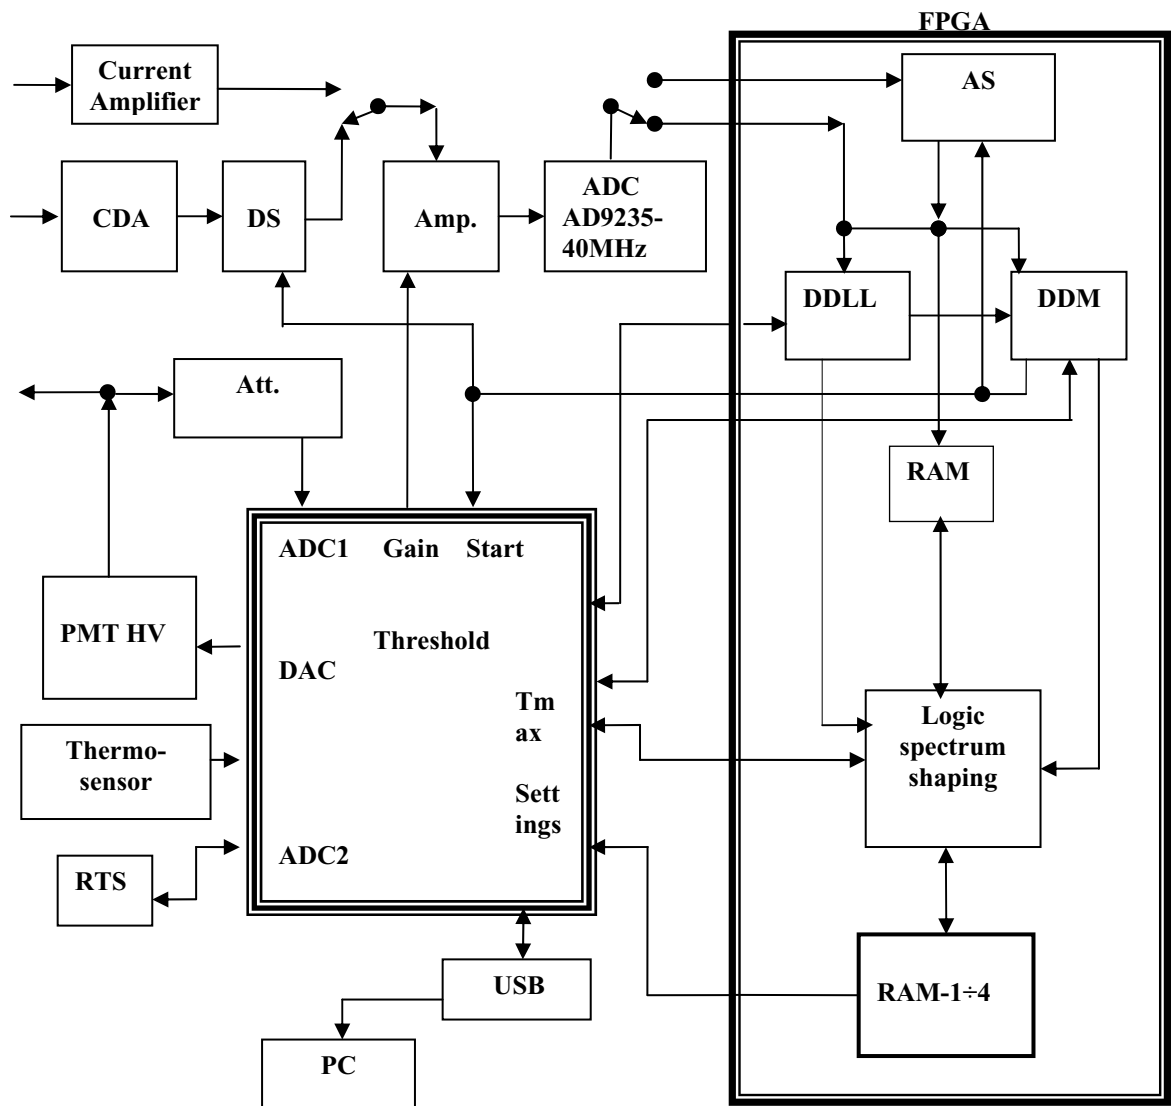 FPGA
Current
Amplifier
AS
CDA
DS
Amp.
ADC
AD9235-
40MHz
DDLL
DDM
Att.
RAM
ADC1
Gain
Start
PMT HV
Threshold
DAC
Tm
ax
Logic
spectrum
shaping
Thermo-
sensor
Sett
ings
ADC2
RTS
USB
RAM-1÷4
PC